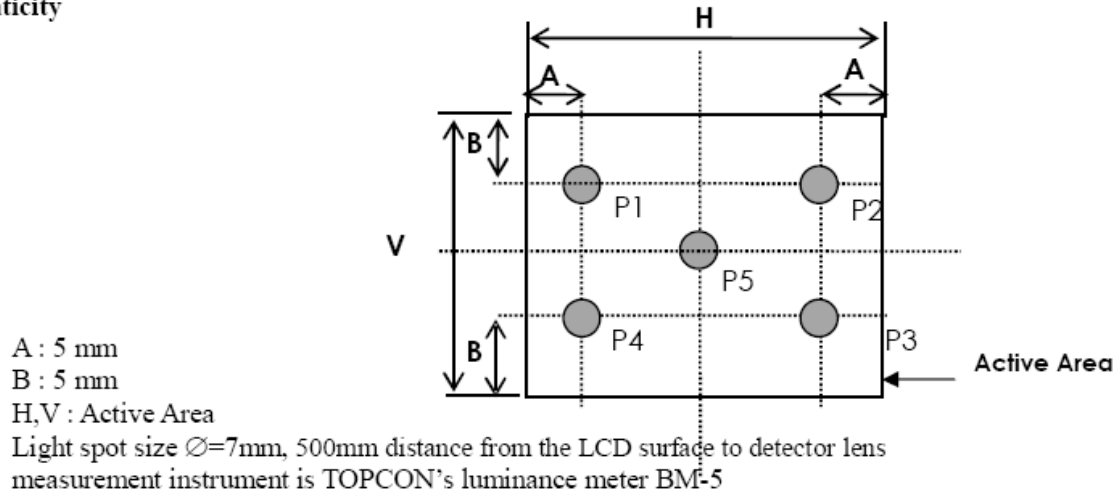 H
A
A
B
P1
P2
V
P5
B
P4
P3
A : 5 mm
Active Area
B : 5 mm
H,V : Active Area
Light spot size ∅=7mm, 500mm distance from the LCD surface to detector lens
measurement instrument is TOPCON's luminance meter BM-5